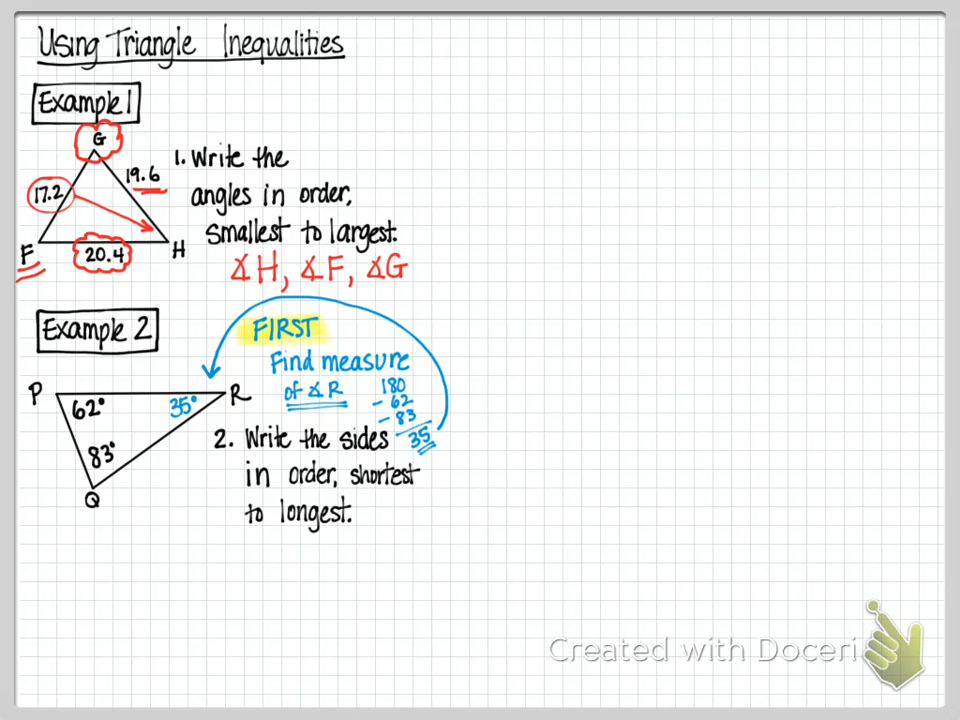 Using Triangle Inequalities
Example 1
G
17.2
19.6
F
20.4
H
1. Write the
angles in order,
smallest to largest.
∡H, ∡F, ∡G
Example 2
FIRST
Find measure
of ∡R
180
- 62
- 83
35
P
62°
35°
R
83°
Q
2. Write the sides
in order, shortest
to longest.
Created with Doceri